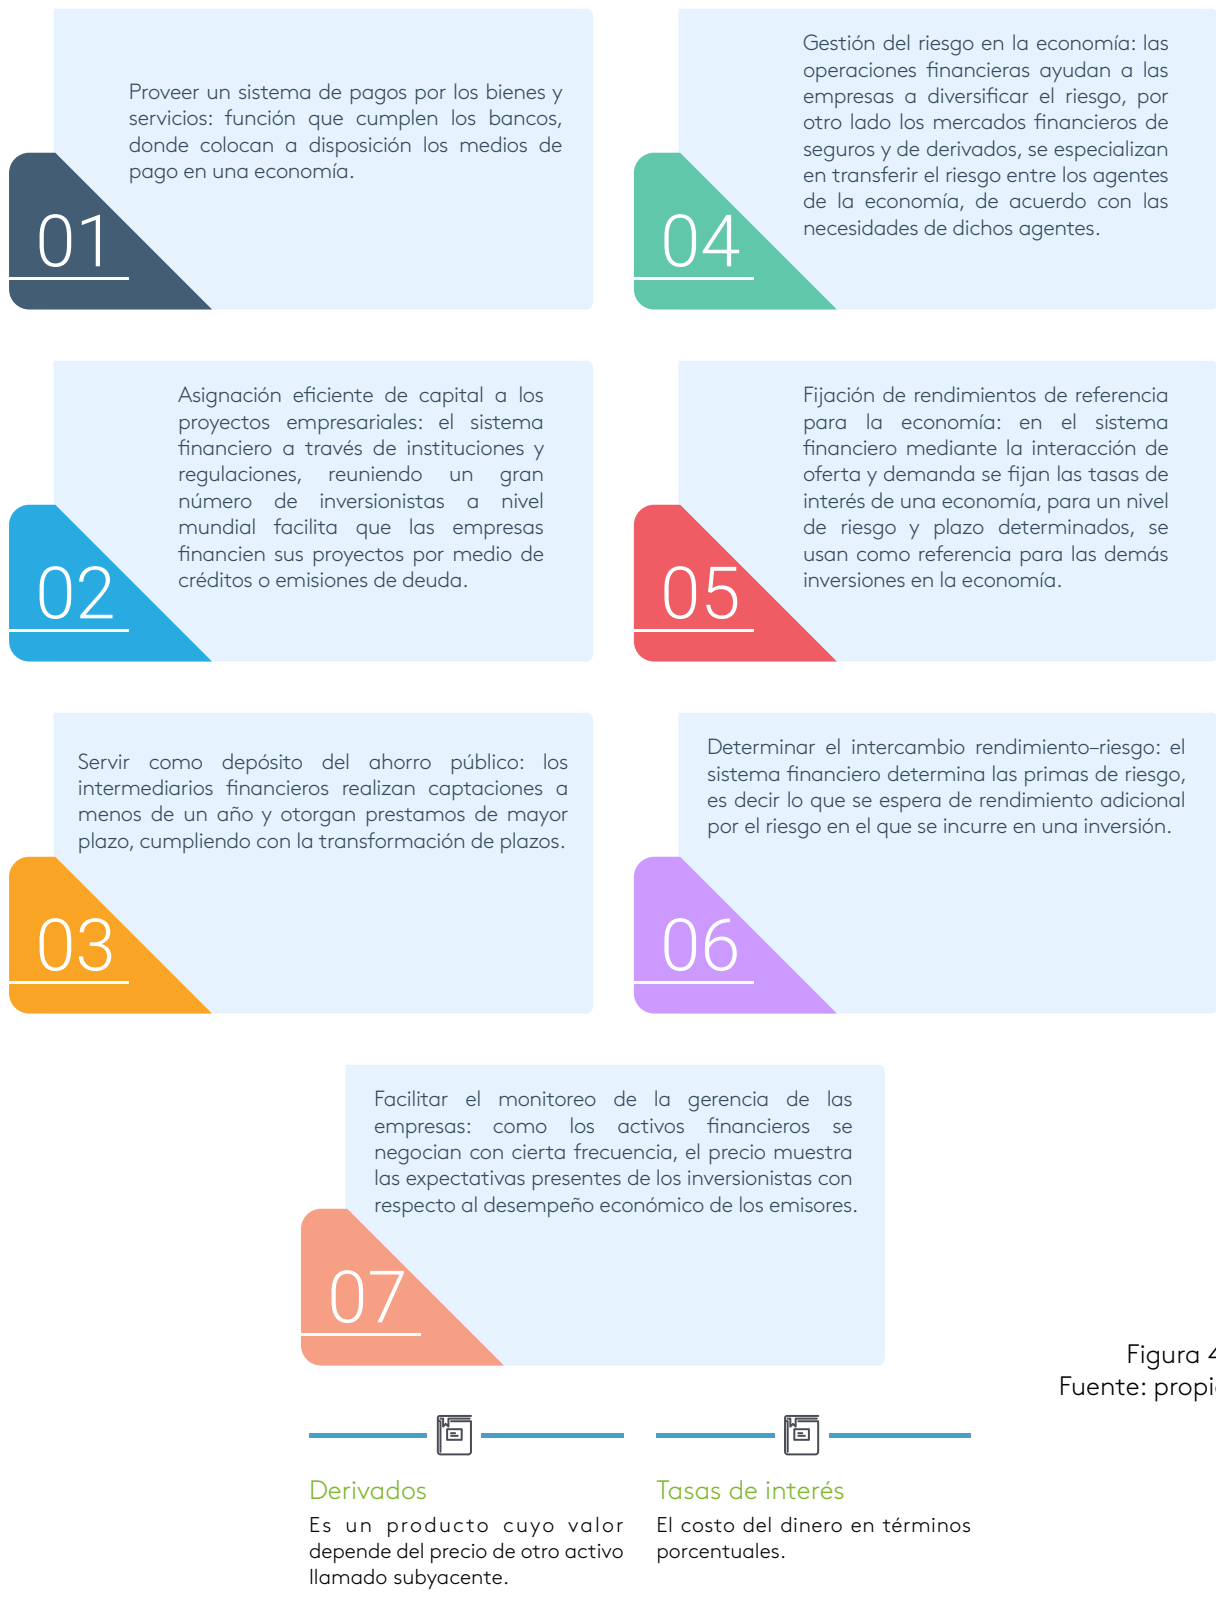 Proveer un sistema de pagos por los bienes y
servicios: función que cumplen los bancos,
donde colocan a disposición los medios de
pago en una economía.
01
Asignación eficiente de capital a los
proyectos empresariales: el sistema
financiero a través de instituciones y
regulaciones, reuniendo un gran
número de inversionistas a nivel
mundial facilita que las empresas
financien sus proyectos por medio de
créditos o emisiones de deuda.
02
Servir como depósito del ahorro público: los
intermediarios financieros realizan captaciones a
menos de un año y otorgan prestamos de mayor
plazo, cumpliendo con la transformación de plazos.
03
Gestión del riesgo en la economía: las
operaciones financieras ayudan a las
empresas a diversificar el riesgo, por
otro lado los mercados financieros de
seguros y de derivados, se especializan
en transferir el riesgo entre los agentes
de la economía, de acuerdo con las
necesidades de dichos agentes.
04
Fijación de rendimientos de referencia
para la economía: en el sistema
financiero mediante la interacción de
oferta y demanda se fijan las tasas de
interés de una economía, para un nivel
de riesgo y plazo determinados, se
usan como referencia para las demás
inversiones en la economía.
05
Determinar el intercambio rendimiento–riesgo: el
sistema financiero determina las primas de riesgo,
es decir lo que se espera de rendimiento adicional
por el riesgo en el que se incurre en una inversión.
06
Facilitar el monitoreo de la gerencia de las
empresas: como los activos financieros se
negocian con cierta frecuencia, el precio muestra
las expectativas presentes de los inversionistas con
respecto al desempeño económico de los emisores.
07
Figura 4
Fuente: propi
Derivados
Es un producto cuyo valor
depende del precio de otro activo
llamado subyacente.
Tasas de interés
El costo del dinero en términos
porcentuales.